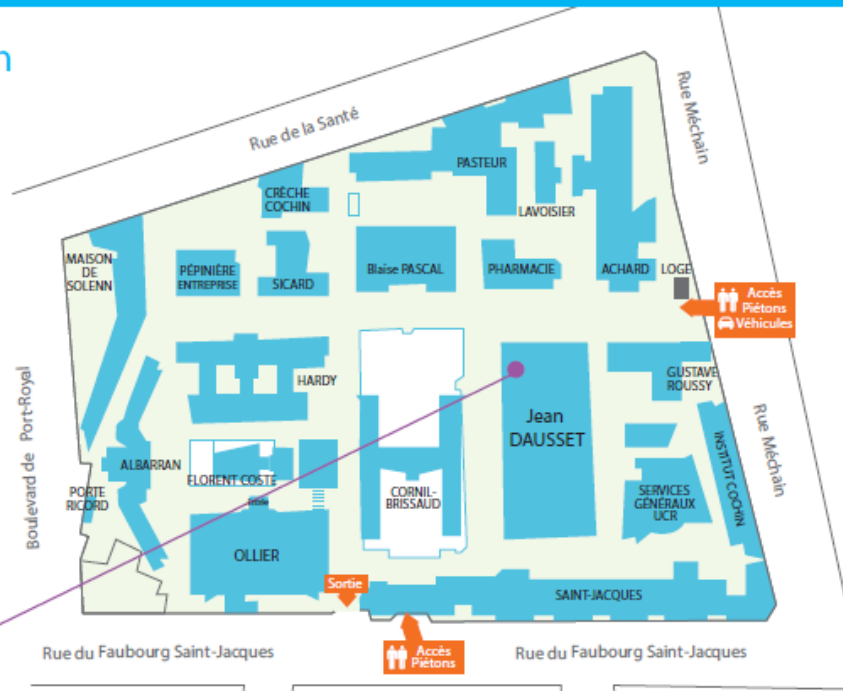 n
Rue de la Santé
Rue Méchain
PASTEUR
CRÈCHE
COCHIN
LAVOISIER
MAISON
DE
SOLENN
PÉPINIÈRE
ENTREPRISE
SICARD
Blaise PASCAL
PHARMACIE
ACHARD
LOGE
Accès
Piétons
Véhicules
HARDY
GUSTAVE
ROUSSY
Jean
DAUSSET
Boulevard de Port-Royal
ALBARRAN
FLORENT COSTE
PORTE
RICORD
CORNIL-
BRISSAUD
SERVICES
GÉNÉRAUX
UCR
INSTITUT COCHIN
Rue Méchain
OLLIER
Sortie
SAINT-JACQUES
Rue du Faubourg Saint-Jacques
Accès
Piétons
Rue du Faubourg Saint-Jacques